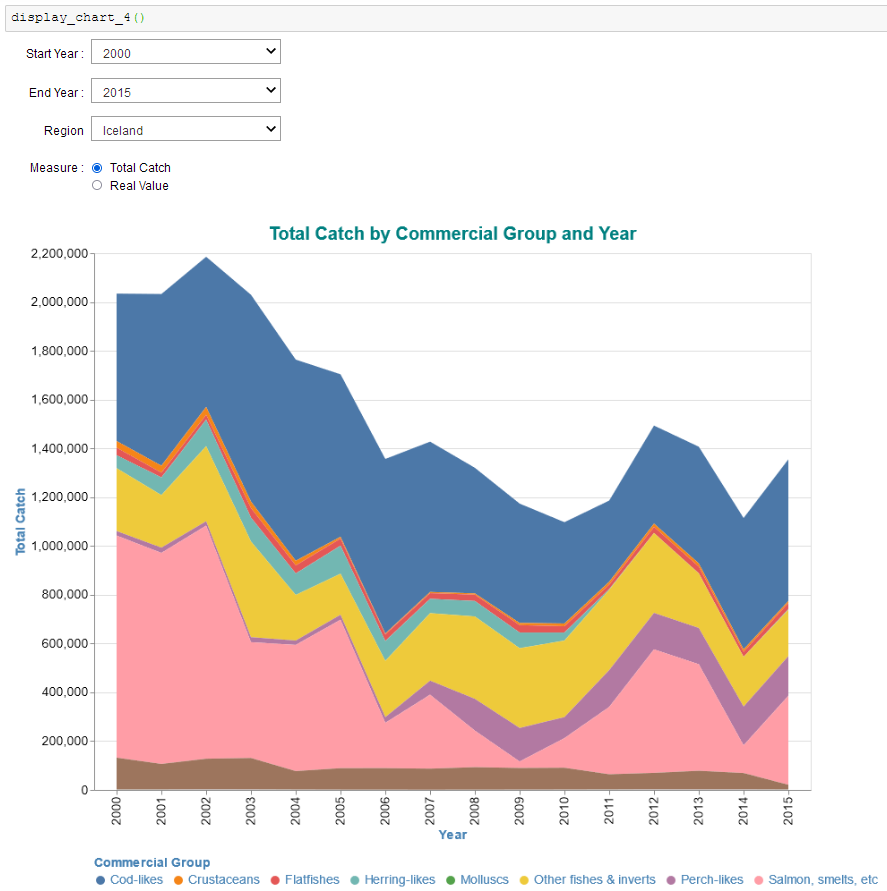 display_chart_4()
Start Year : 2000
End Year : 2015
Region Iceland
Measure : Total Catch
Real Value
Total Catch by Commercial Group and Year
2,200,000
2,000,000
1,800,000
1,600,000
1,400,000
1,200,000
1,000,000
800,000
600,000
400,000
200,000
0
Total Catch
2000 2001 2002 2003 2004 2005 2006 2007 2008 2009 2010 2011 2012 2013 2014 2015
Year
Commercial Group
Cod-likes Crustaceans Flatfishes Herring-likes Molluscs Other fishes & inverts Perch-likes Salmon, smelts, etc